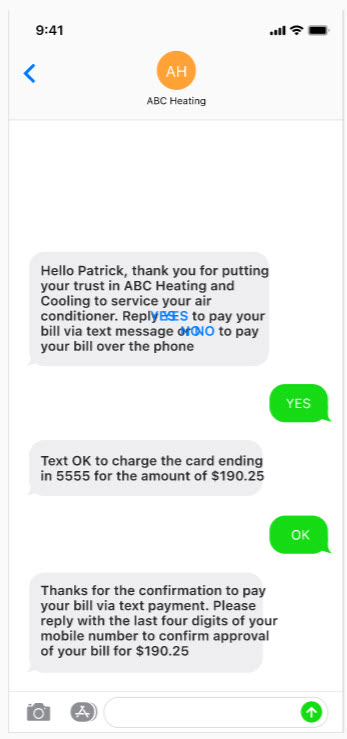 9:41
AH
ABC Heating
Hello Patrick, thank you for putting
your trust in ABC Heating and
Cooling to service your air
conditioner. Reply YES to pay your
bill via text message or NO to pay
your bill over the phone
YES
Text OK to charge the card ending
in 5555 for the amount of $190.25
OK
Thanks for the confirmation to pay
your bill via text payment. Please
reply with the last four digits of your
mobile number to confirm approval
of your bill for $190.25